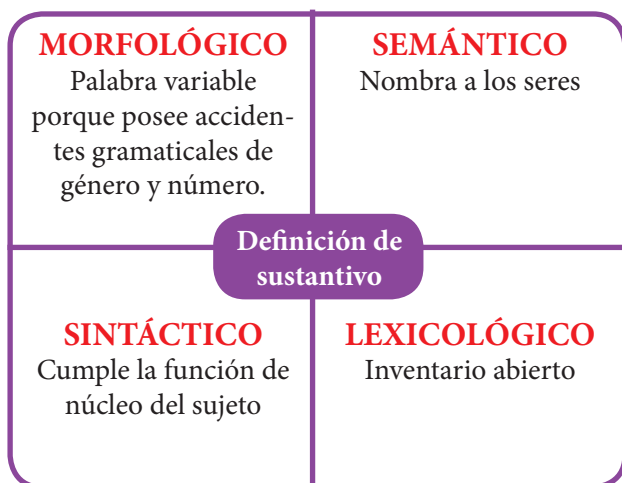 MORFOLÓGICO
Palabra variable
porque posee acciden-
tes gramaticales de
género y número.
SEMÁNTICO
Nombra a los seres
Definición de
sustantivo
SINTÁCTICO
Cumple la función de
núcleo del sujeto
LEXICOLÓGICO
Inventario abierto